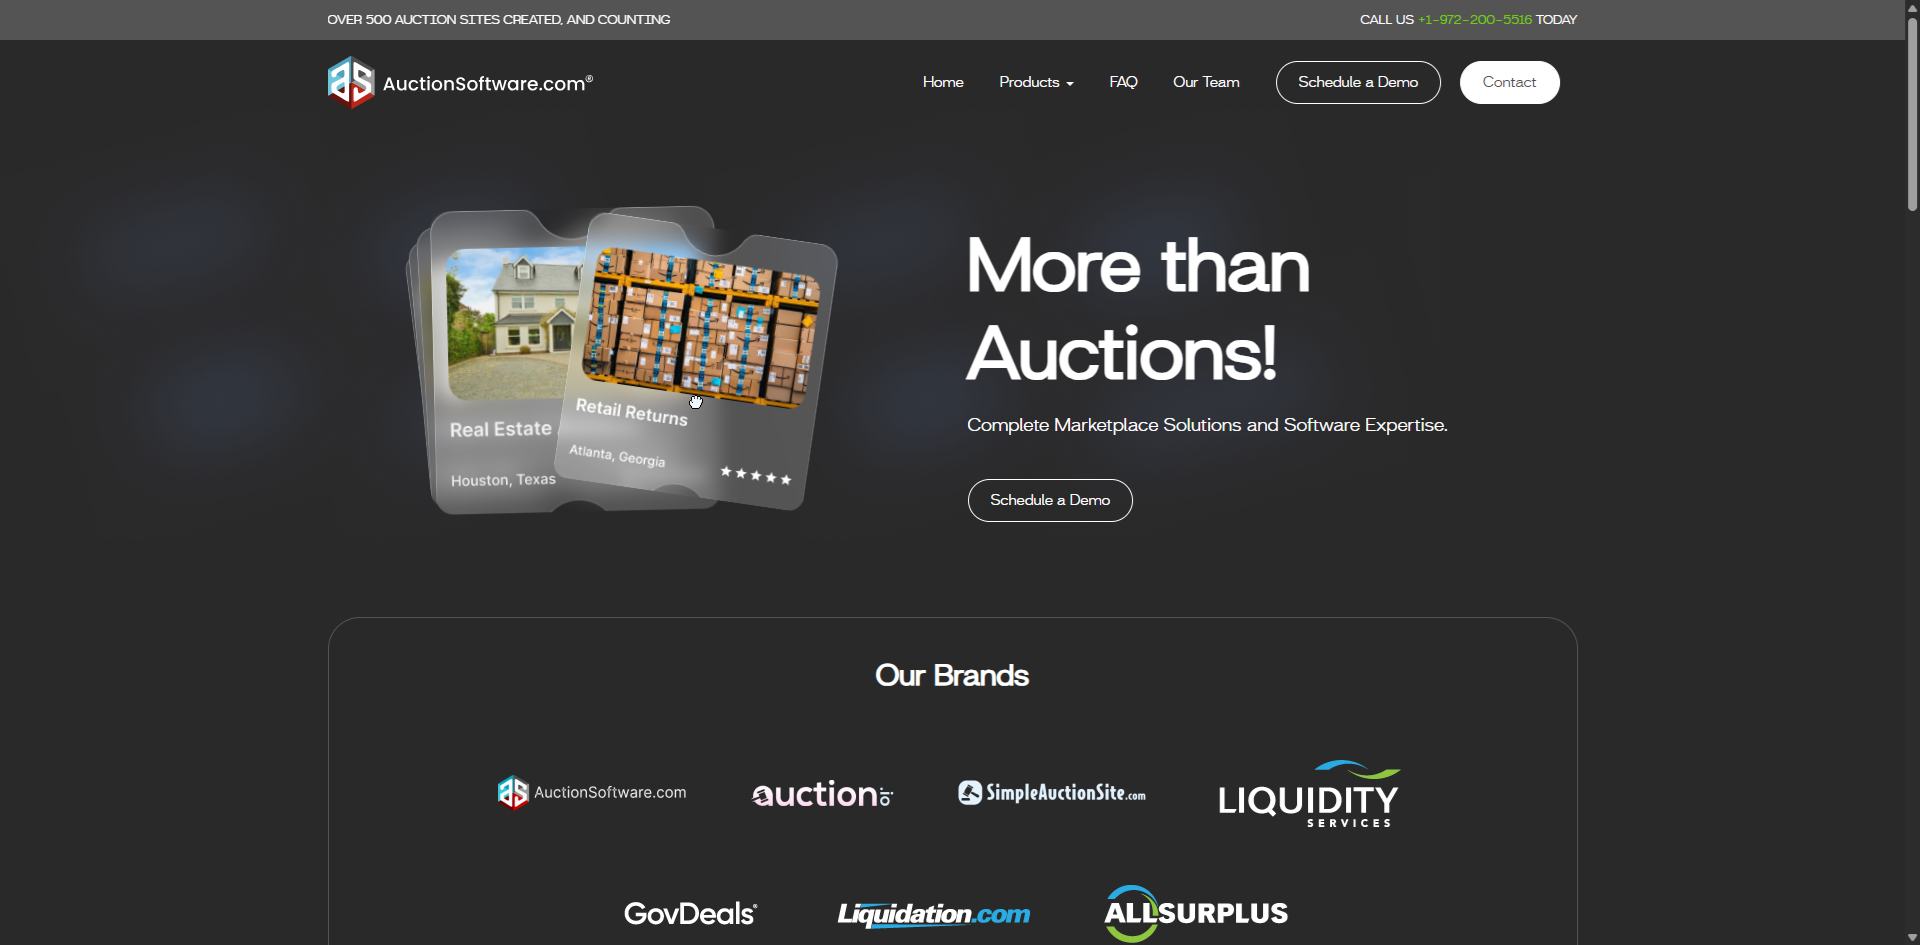 OVER 500 AUCTION SITES CREATED, AND COUNTING
CALL US +1-972-200-5516 TODAY
AuctionSoftware.com®
Home
Products
FAQ
Our Team
Schedule a Demo
Contact
Real Estate
Houston, Texas
Retail Returns
Atlanta, Georgia
More than
Auctions!
Complete Marketplace Solutions and Software Expertise.
Schedule a Demo
Our Brands
AuctionSoftware.com
auction.io
SimpleAuctionSite.com
LIQUIDITY
SERVICES
GovDeals®
Liquidation.com
ALLSURPLUS